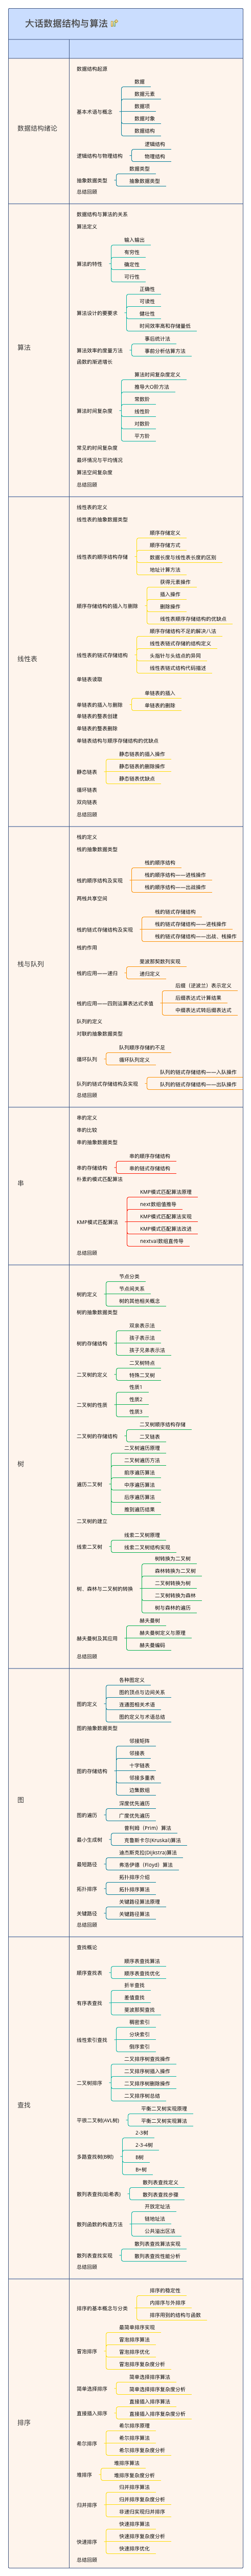 大话数据结构与算法
数据结构绪论
数据结构起源
基本术语与概念
数据
数据元素
数据项
数据对象
数据结构
逻辑结构与物理结构
逻辑结构
物理结构
抽象数据类型
数据类型
抽象数据类型
总结回顾
算法
数据结构与算法的关系
算法定义
算法的特性
输入输出
有穷性
确定性
可行性
算法设计的要要求
正确性
可读性
健壮性
时间效率高和存储量低
算法效率的度量方法
事后统计法
事前分析估算方法
函数的渐进增长
算法时间复杂度
算法时间复杂度定义
推导大O阶方法
常数阶
线性阶
对数阶
平方阶
常见的时间复杂度
最坏情况与平均情况
算法空间复杂度
总结回顾
线性表
线性表的定义
线性表的抽象数据类型
线性表的顺序结构存储
顺序存储定义
顺序存储方式
数据长度与线性表长度的区别
地址计算方法
顺序存储结构的插入与删除
获得元素操作
插入操作
删除操作
线性表顺序存储结构的优缺点
线性表的链式存储结构
顺序存储结构不足的解决八法
线性表链式存储的结构定义
头指针与头结点的异同
线性表链式结构代码描述
单链表读取
单链表的插入与删除
单链表的插入
单链表的删除
单链表的整表创建
单链表的整表删除
单链表结构与顺序存储结构的优缺点
静态链表
静态链表的插入操作
静态链表的删除操作
静态链表优缺点
循环链表
双向链表
总结回顾
栈与队列
栈的定义
栈的抽象数据类型
栈的顺序结构及实现
栈的顺序结构
栈的顺序结构——进栈操作
栈的顺序结构——出战操作
两栈共享空间
栈的链式存储结构及实现
栈的链式存储结构
栈的链式存储结构——进栈操作
栈的链式存储结构——出战、栈操作
栈的作用
栈的应用——递归
斐波那契数列实现
递归定义
栈的应用——四则运算表达式求值
后缀（逆波兰）表示定义
后缀表达式计算结果
中缀表达式转后缀表达式
队列的定义
对联的抽象数据类型
循环队列
队列顺序存储的不足
循环队列定义
队列的链式存储结构及实现
队列的链式存储结构——入队操作
队列的链式存储结构——出队操作
总结回顾
串
串的定义
串的比较
串的抽象数据类型
串的存储结构
串的顺序存储结构
串的链式存储结构
朴素的模式匹配算法
KMP模式匹配算法
KMP模式匹配算法原理
next数组值推导
KMP模式匹配算法实现
KMP模式匹配算法改进
nextval数组直传导
总结回顾
树
树的定义
节点分类
节点间关系
树的其他相关概念
树的抽象数据类型
树的存储结构
双亲表示法
孩子表示法
孩子兄弟表示法
二叉树的定义
二叉树特点
特殊二叉树
二叉树的性质
性质1
性质2
性质3
二叉树的存储结构
二叉树顺序结构存储
二叉链表
遍历二叉树
二叉树遍历原理
二叉树遍历方法
前序遍历算法
中序遍历算法
后序遍历算法
推到遍历结果
二叉树的建立
线索二叉树
线索二叉树原理
线索二叉树结构实现
树、森林与二叉树的转换
树转换为二叉树
森林转换为二叉树
二叉树转换为树
二叉树转换为森林
树与森林的遍历
赫夫曼树及其应用
赫夫曼树
赫夫曼树定义与原理
赫夫曼编码
总结回顾
图
图的定义
各种图定义
图的顶点与边间关系
连通图相关术语
图的定义与术语总结
图的抽象数据类型
图的存储结构
邻接矩阵
邻接表
十字链表
邻接多重表
边集数组
图的遍历
深度优先遍历
广度优先遍历
最小生成树
普利姆（Prim）算法
克鲁斯卡尔(Kruskal)算法
最短路径
迪杰斯克拉(Dijkstra)算法
弗洛伊德（Floyd）算法
拓扑排序
拓扑排序介绍
拓扑排序算法
关键路径
关键路径算法原理
关键路径算法
总结回顾
查找
查找概论
顺序查找表
顺序表查找算法
顺序表查找优化
有序表查找
折半查找
差值查找
斐波那契查找
线性索引查找
稠密索引
分块索引
倒序索引
二叉树排序
二叉排序树查找操作
二叉排序树插入操作
二叉排序树删除操作
二叉排序树总结
平放二叉树(AVL树)
平衡二叉树实现原理
平衡二叉树实现算法
多路查找树(B树)
2-3树
2-3-4树
B树
B+树
散列表查找(哈希表)
散列表查找定义
散列表查找步骤
散列函数的构造方法
开放定址法
链地址法
公共溢出区法
散列表查找实现
散列表查找算法实现
散列表查找性能分析
总结回顾
排序
排序的基本概念与分类
排序的稳定性
内排序与外排序
排序用到的结构与函数
冒泡排序
最简单排序实现
冒泡排序算法
冒泡排序优化
冒泡排序复杂度分析
简单选择排序
简单选择排序算法
简单选择排序复杂度分析
直接插入排序
直接插入排序算法
直接插入排序复杂度分析
希尔排序
希尔排序原理
希尔排序算法
希尔排序复杂度分析
堆排序
堆排序算法
堆排序复杂度分析
归并排序
归并排序算法
归并排序复杂度分析
非递归实现归并排序
快速排序
快速排序算法
快速排序复杂度分析
快速排序优化
总结回顾